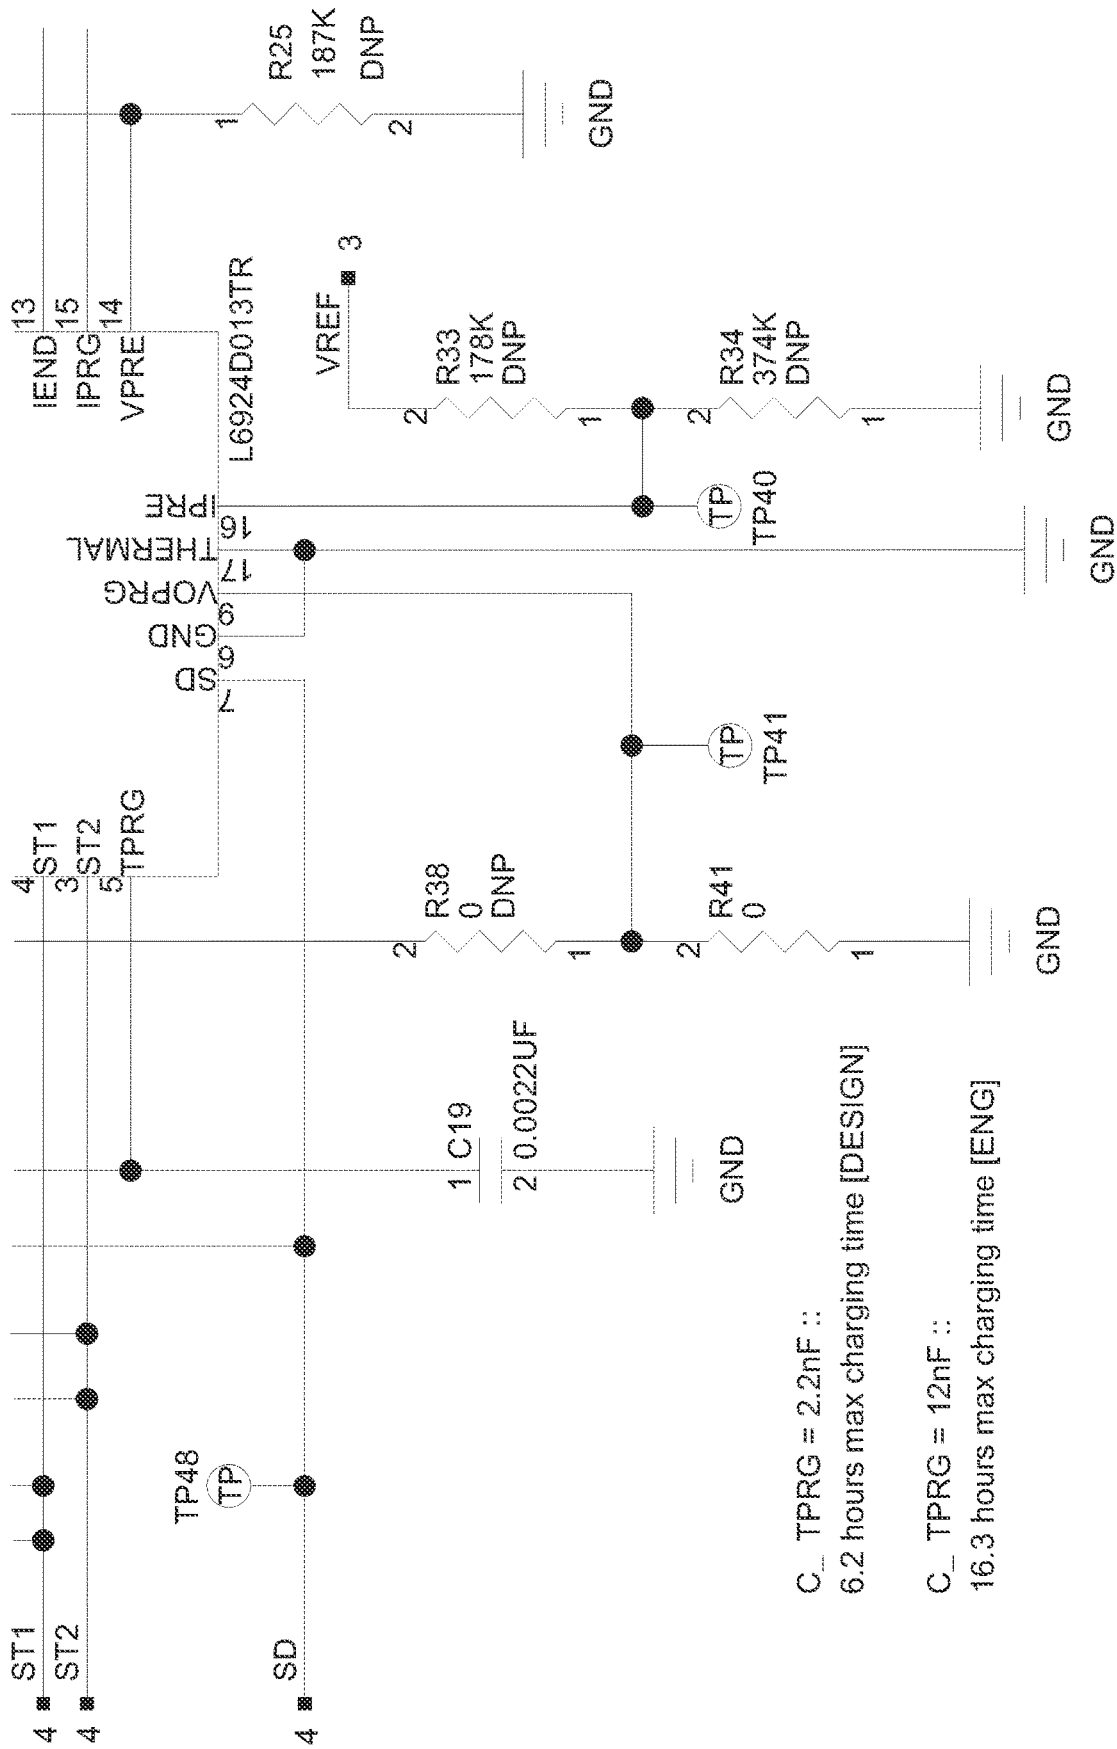 ST1
4
ST2
4
TP48
TP
SD
4
4
ST1
3
ST2
5
TPRG
1 C19
2 0.0022UF
GND
2
R38
0
DNP
1
2
R41
0
1
GND
SD
7
GND
6
VOPRG
9
THERMAL
17
IPRE
16
IEND
13
IPRG
15
VPRE
14
L6924D013TR
TP
TP41
TP
TP40
GND
VREF
3
2
R33
178K
DNP
1
2
R34
374K
DNP
1
GND
1
R25
187K
DNP
2
GND
C_ TPRG = 2.2nF ::
6.2 hours max charging time [DESIGN]
C_ TPRG = 12nF ::
16.3 hours max charging time [ENG]